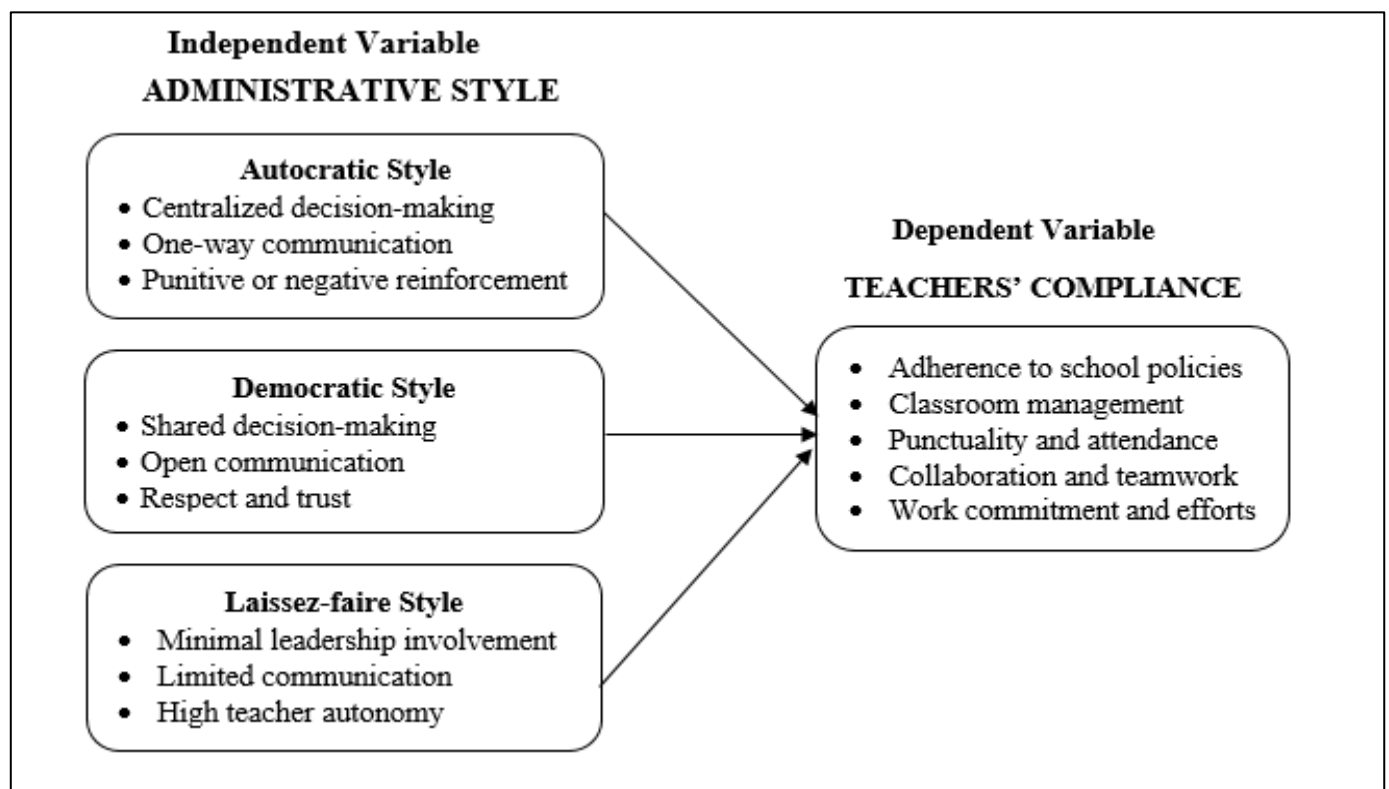 Independent Variable
ADMINISTRATIVE STYLE
Autocratic Style
• Centralized decision-making
• One-way communication
• Punitive or negative reinforcement
Democratic Style
• Shared decision-making
• Open communication
• Respect and trust
Laissez-faire Style
• Minimal leadership involvement
• Limited communication
• High teacher autonomy
Dependent Variable
TEACHERS’ COMPLIANCE
• Adherence to school policies
• Classroom management
• Punctuality and attendance
• Collaboration and teamwork
• Work commitment and efforts